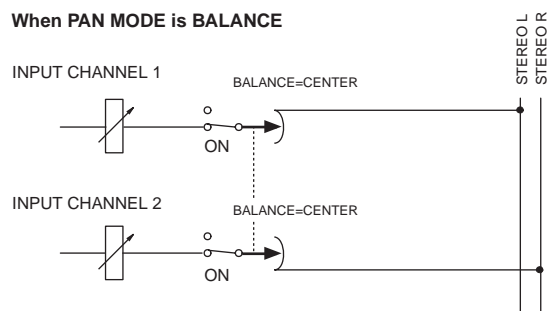 When PAN MODE is BALANCE
STEREO L
STEREO R
INPUT CHANNEL 1
BALANCE=CENTER
ON
INPUT CHANNEL 2
BALANCE=CENTER
ON